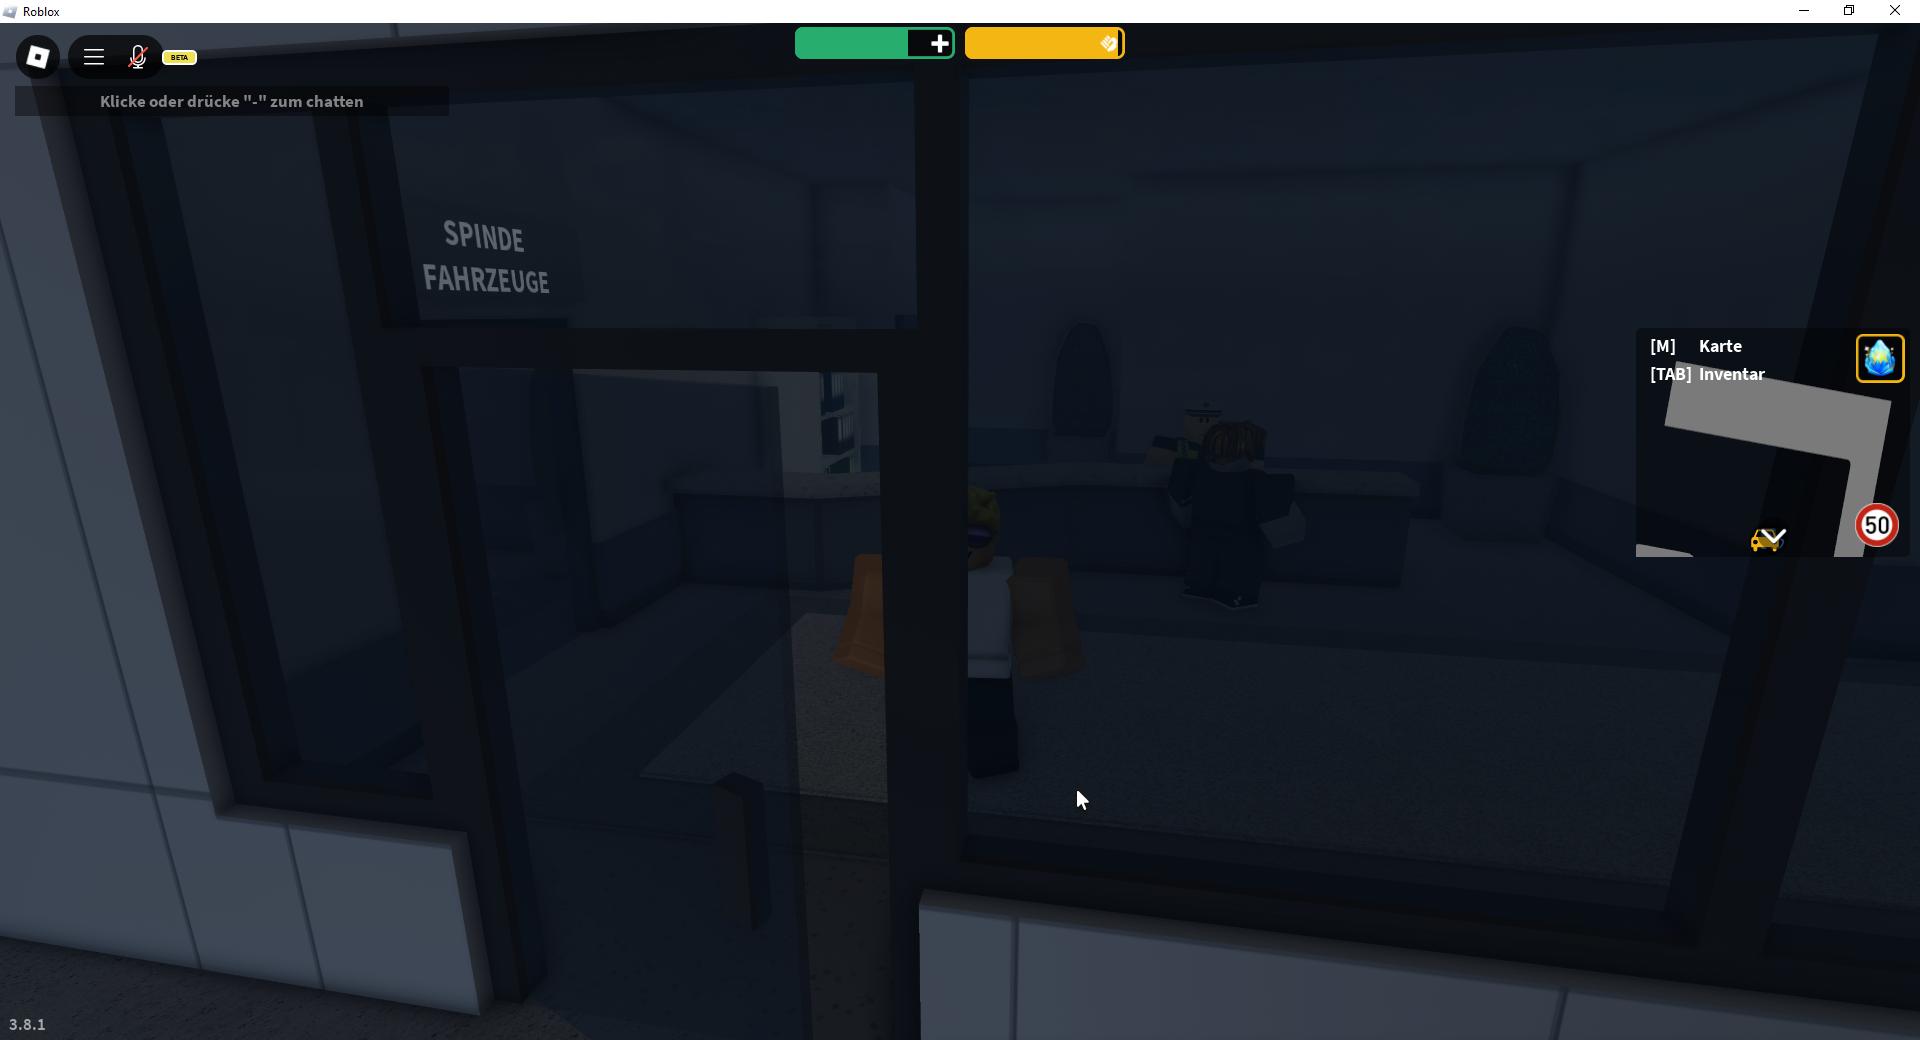 Roblox
BETA
Klicke oder drücke "-" zum chatten
SPINDE
FAHRZEUGE
[M] Karte
[TAB] Inventar
50
3.8.1